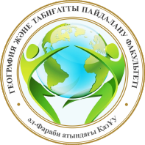 ГЕОГРАФИЯ ЖӘНЕ ТАБИҒАТТЫ ПАЙДАЛАНУ ФАКУЛЬТЕТІ
әл-Фараби атындағы ҚазҰУ